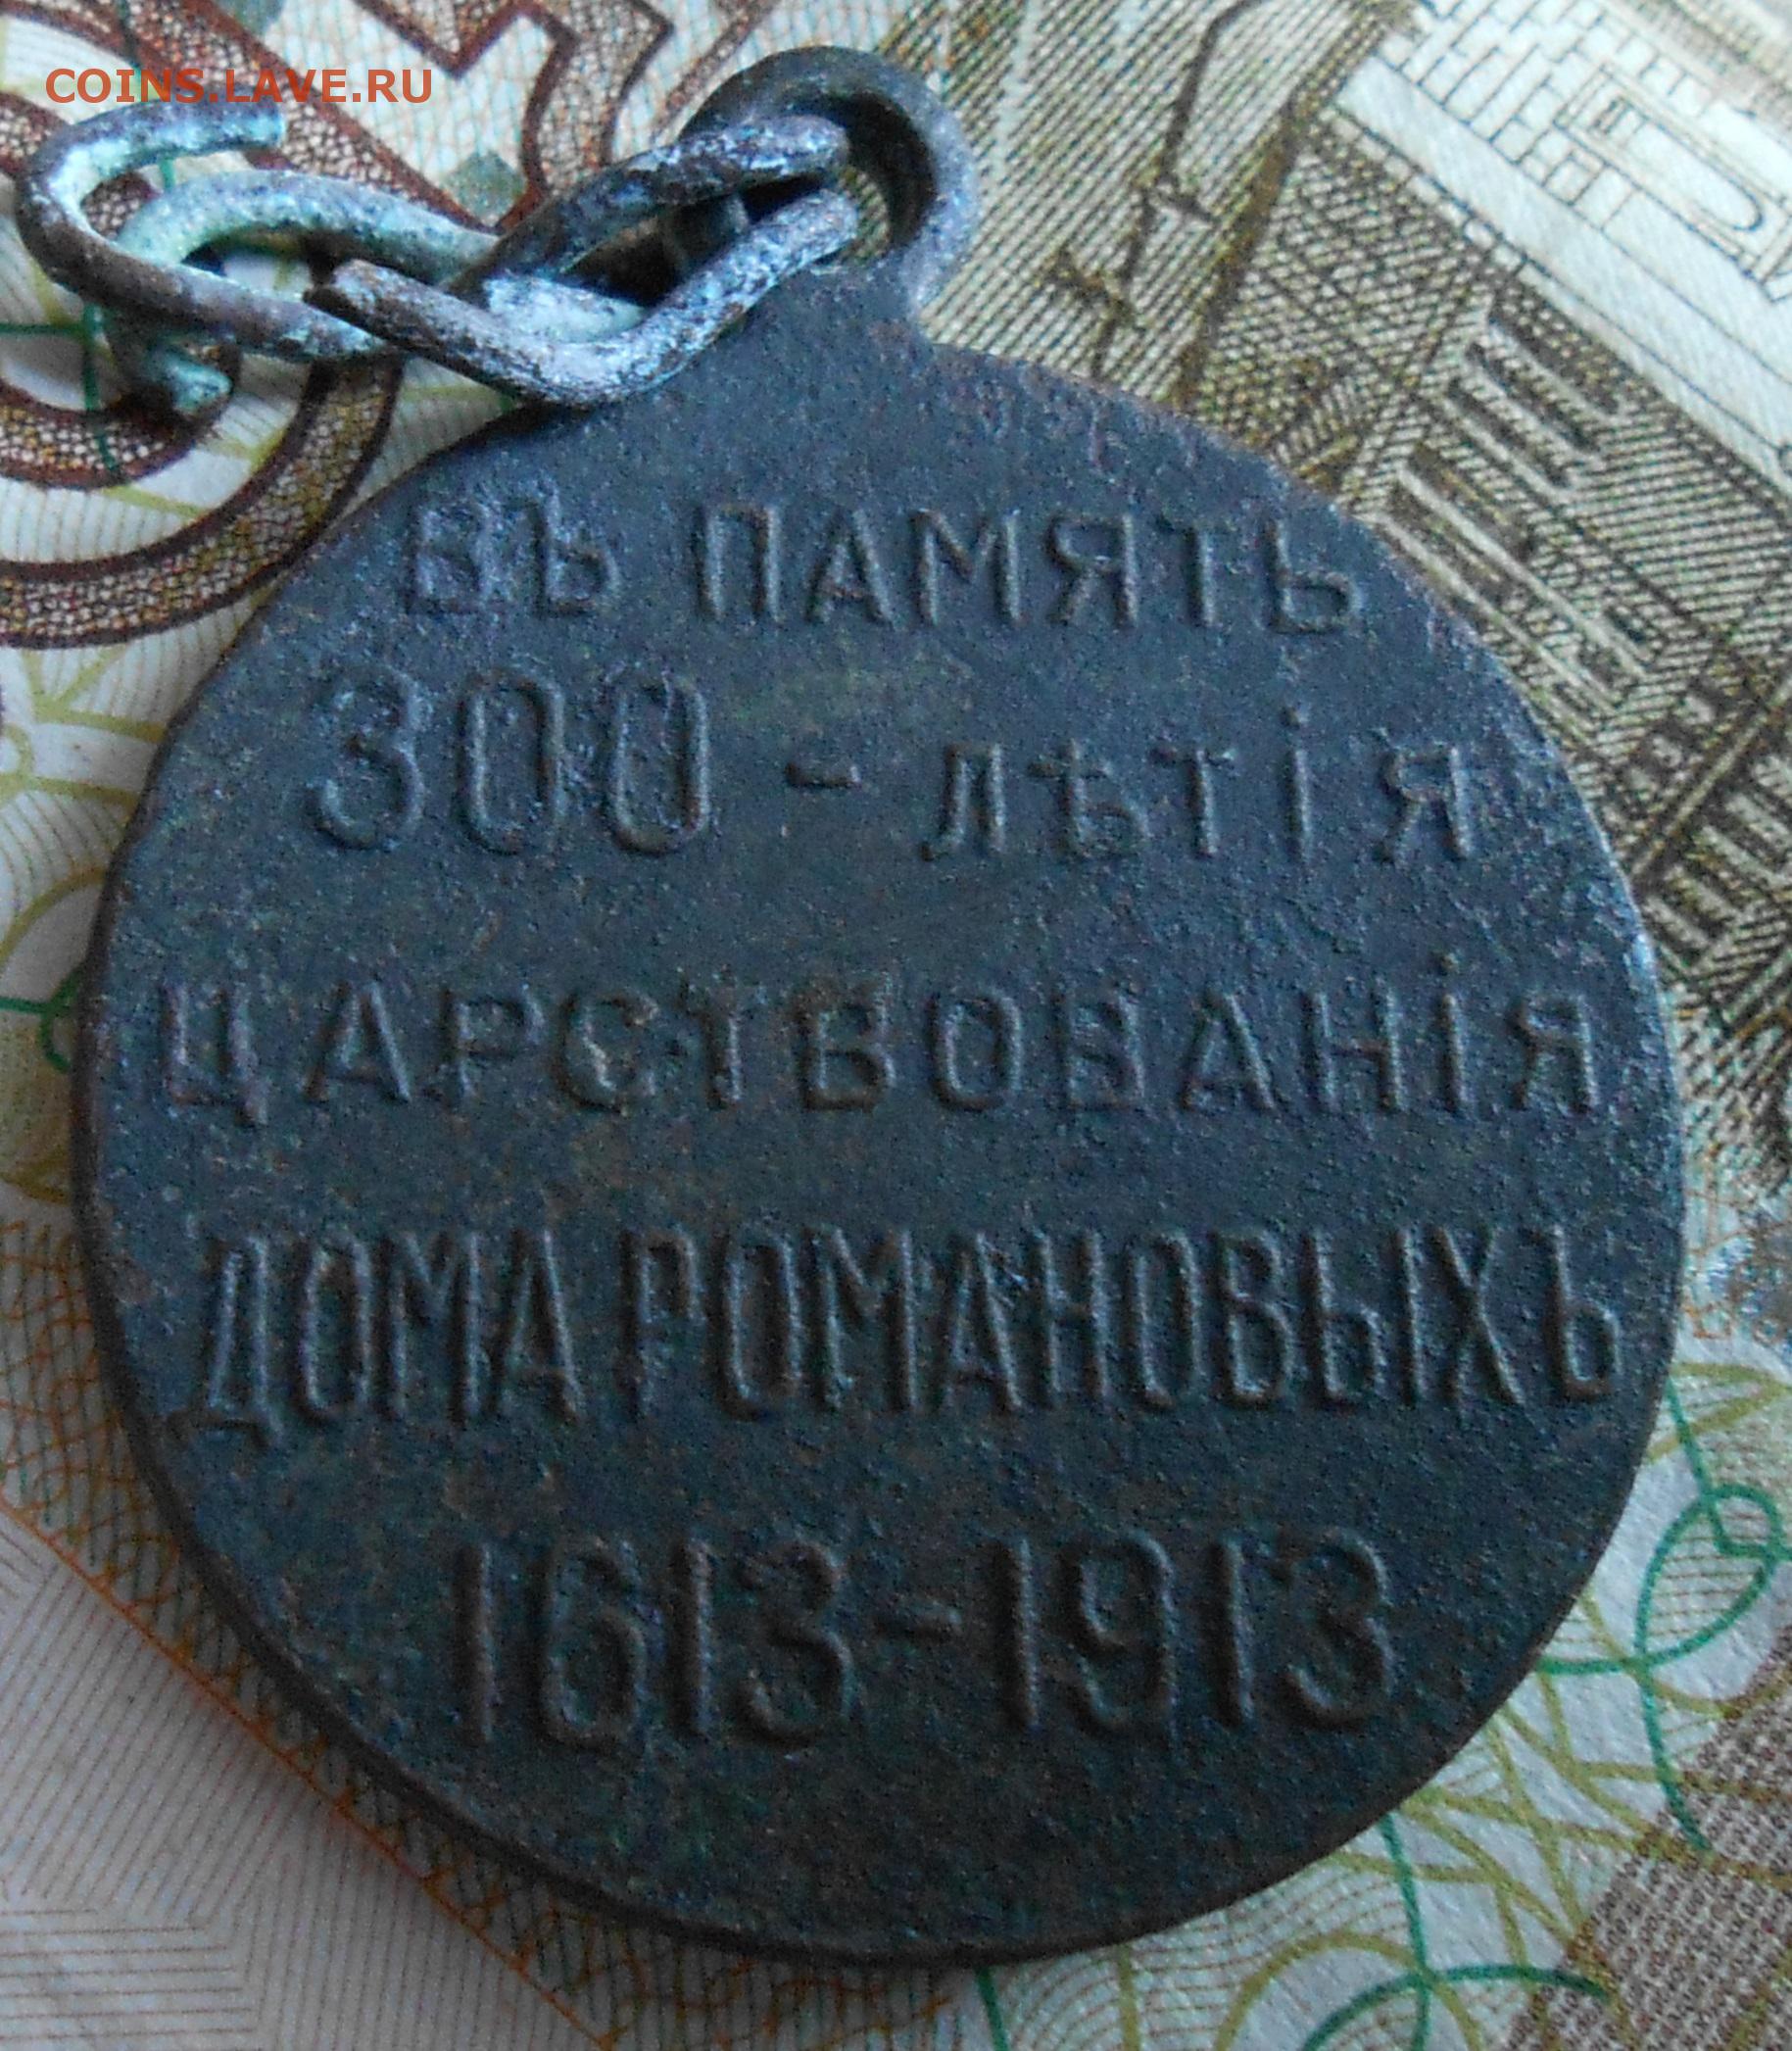 COINS.LAVE.RU
ВЪ ПАМЯТЬ
300-лѣтія
ЦАРСТВОВАНІЯ
ДОМА РОМАНОВЫХЪ
1613-1913